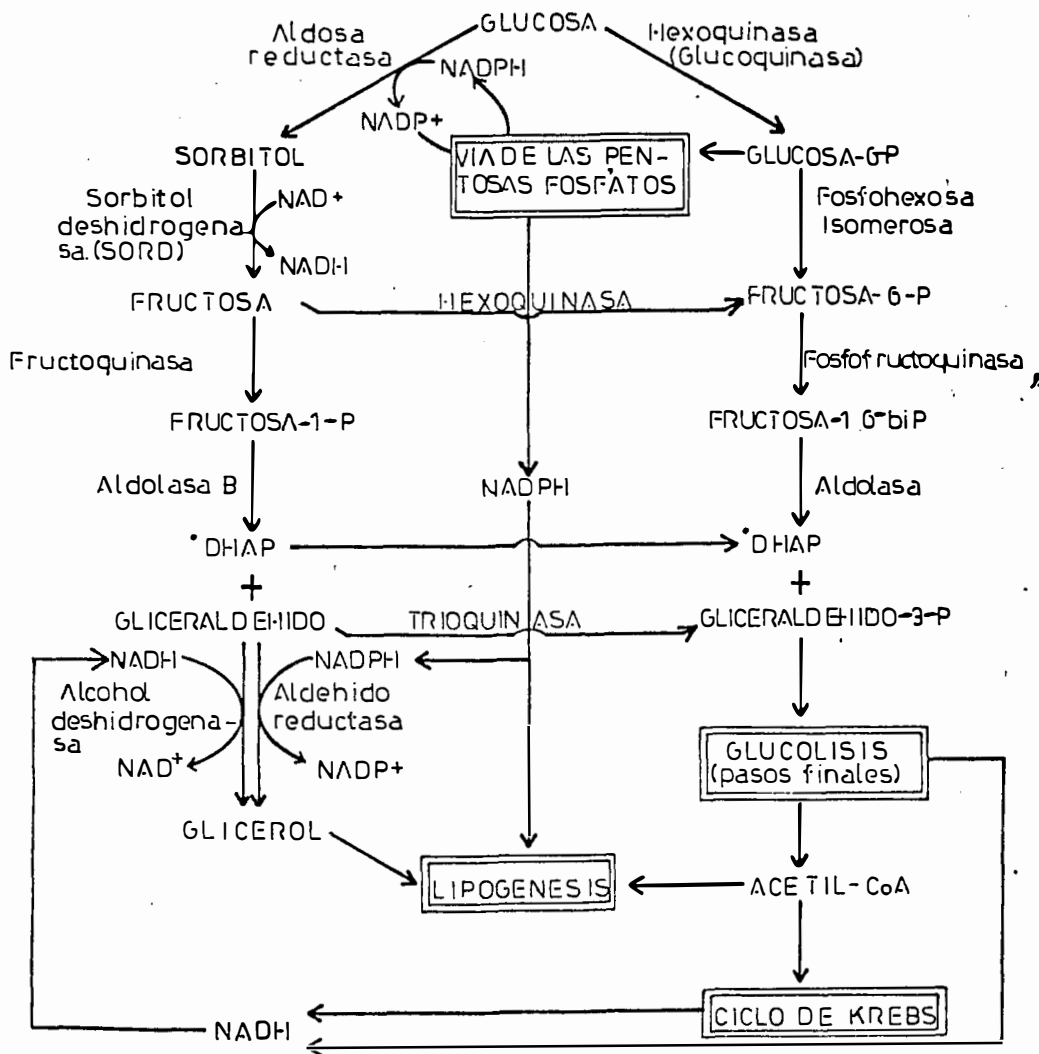 GLUCOSA
Aldosa
reductasa
Hexoquinasa
(Glucoquinasa)
NADPH
NADP+
SORBITOL
VIA DE LAS PEN-
TOSAS FOSFATOS
GLUCOSA-6-P
Sorbitol
deshidrogena
sa.(SORD)
NAD+
NADH
Fosfohexosa
Isomerosa
FRUCTOSA
HEXOQUINASA
FRUCTOSA-6-P
Fructoquinasa
Fosfofructoquinasa
FRUCTOSA-1-P
FRUCTOSA-1 6-biP
Aldolasa B
NADPH
Aldolasa
•DHAP
•DHAP
+
+
GLICERALDEHIDO
TRIOQUINASA
GLICERALDEHIDO-3-P
NADH
NADPH
Alcohol
deshidrogena-
sa
Aldehido
reductasa
NAD+
NADP+
GLUCOLISIS
(pasos finales)
GLICEROL
LIPOGENESIS
ACETIL-CoA
CICLO DE KREBS
NADH